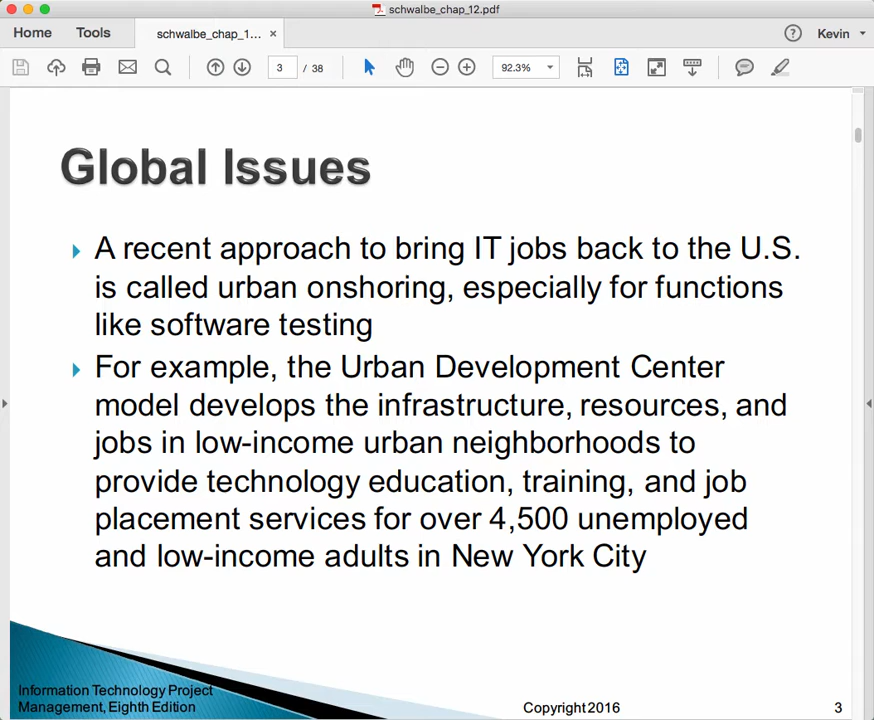 schwalbe_chap_12.pdf
Home Tools schwalbe_chap_1... × ? Kevin
3 / 38 92.3%
Global Issues
A recent approach to bring IT jobs back to the U.S.
is called urban onshoring, especially for functions
like software testing
For example, the Urban Development Center
model develops the infrastructure, resources, and
jobs in low-income urban neighborhoods to
provide technology education, training, and job
placement services for over 4,500 unemployed
and low-income adults in New York City
Information Technology Project
Management, Eighth Edition
Copyright 2016
3